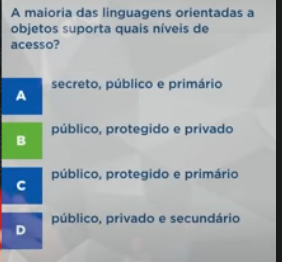 A maioria das linguagens orientadas a
objetos suporta quais níveis de
acesso?
A secreto, público e primário
B público, protegido e privado
C público, protegido e primário
D público, privado e secundário